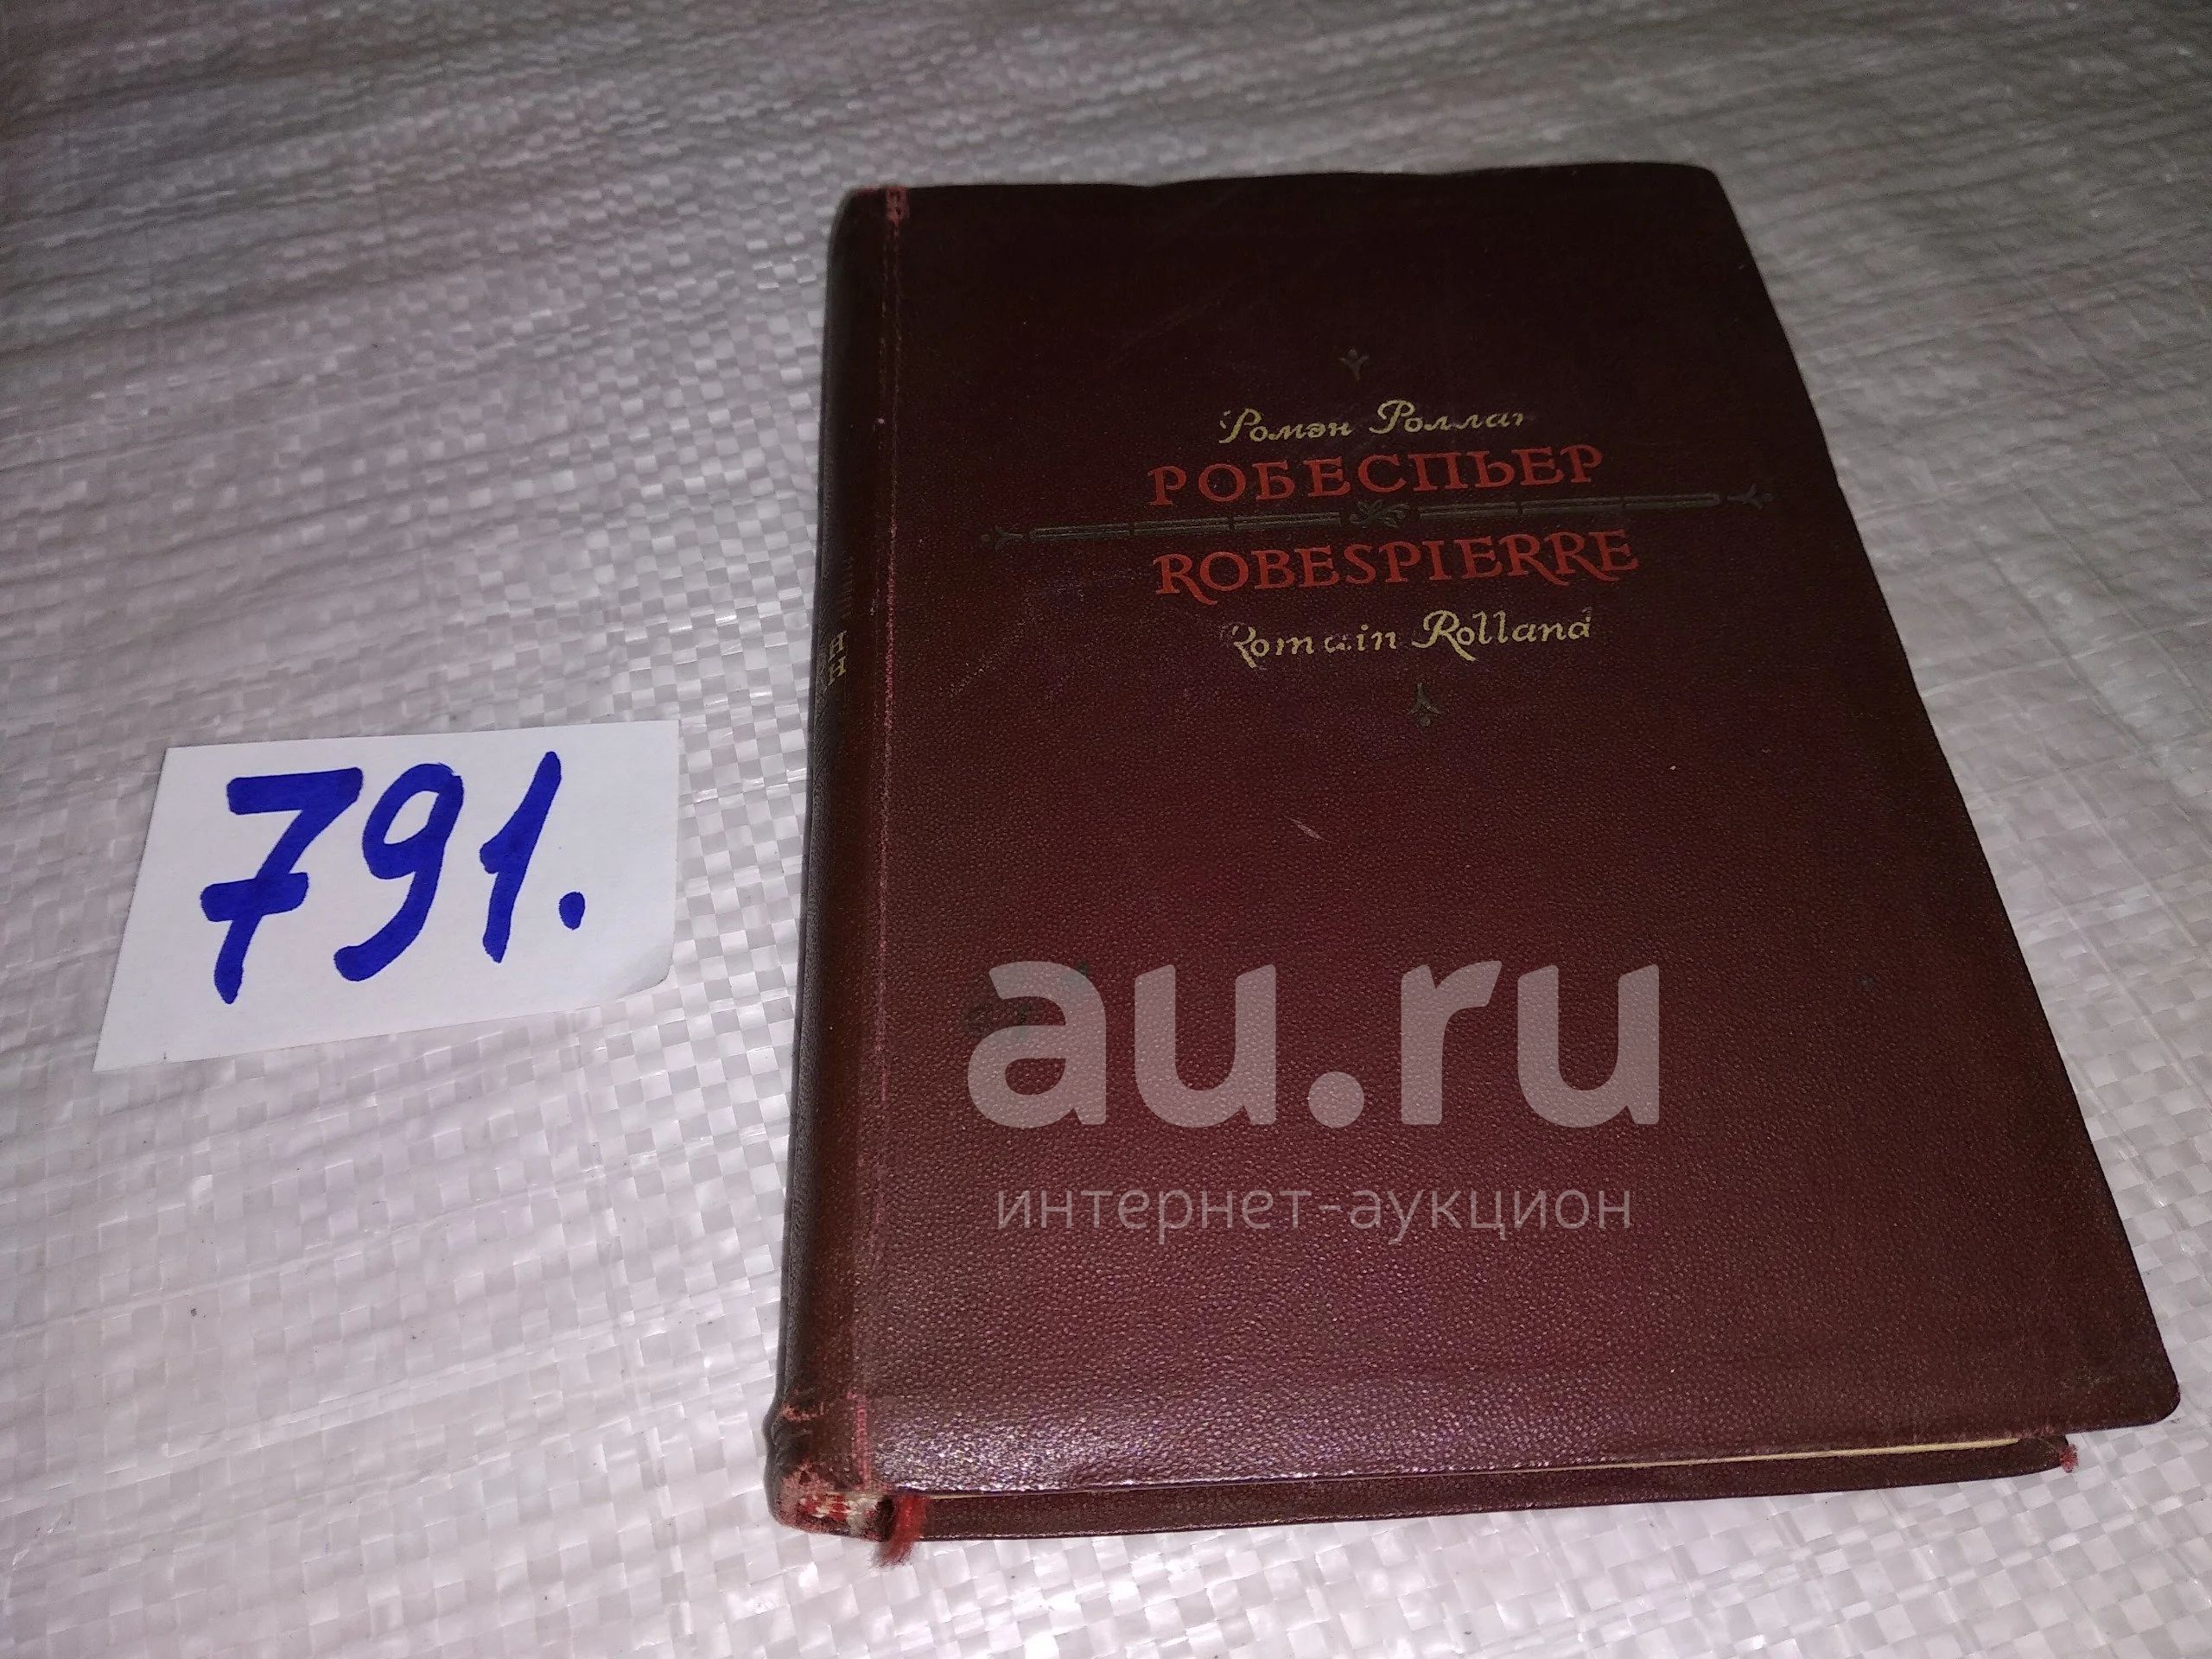 791.
Ромэн Роллан
РОБЕСПЬЕР
ROBESPIERRE
Romain Rolland
au.ru
интернет-аукцион